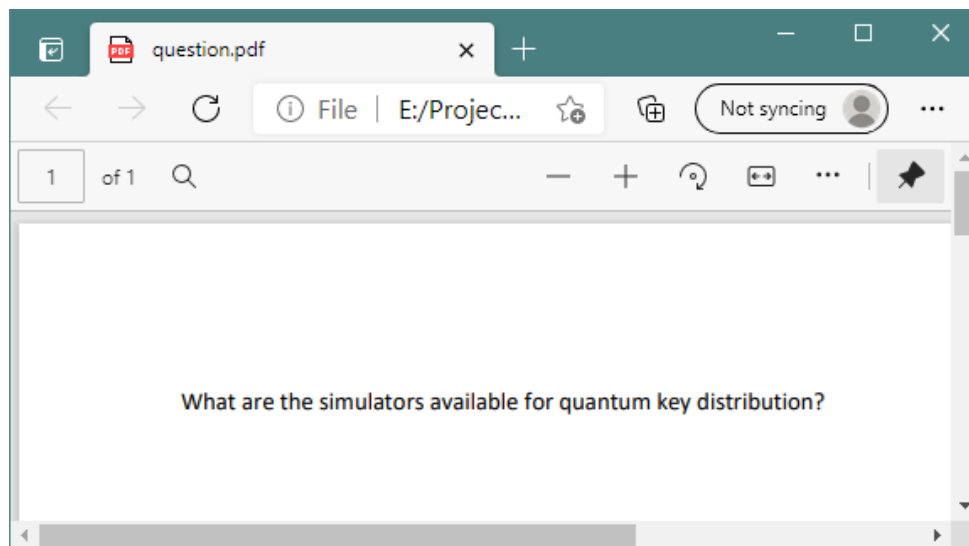 question.pdf
File E:/Projec... Not syncing
1 of 1
What are the simulators available for quantum key distribution?